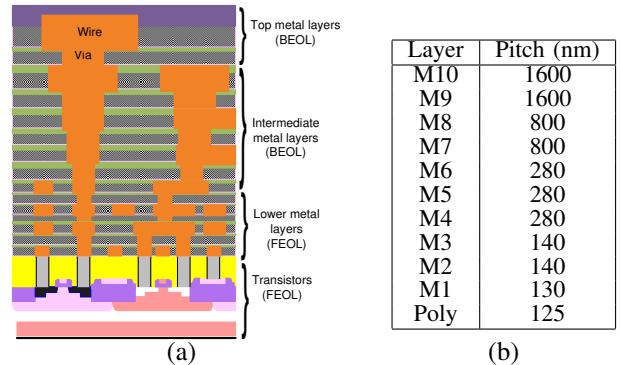 Wire
Via
Top metal layers
(BEOL)
Intermediate
metal layers
(BEOL)
Lower metal
layers
(FEOL)
Transistors
(FEOL)
(a)
Layer Pitch (nm)
M10 1600
M9 1600
M8 800
M7 800
M6 280
M5 280
M4 280
M3 140
M2 140
M1 130
Poly 125
(b)